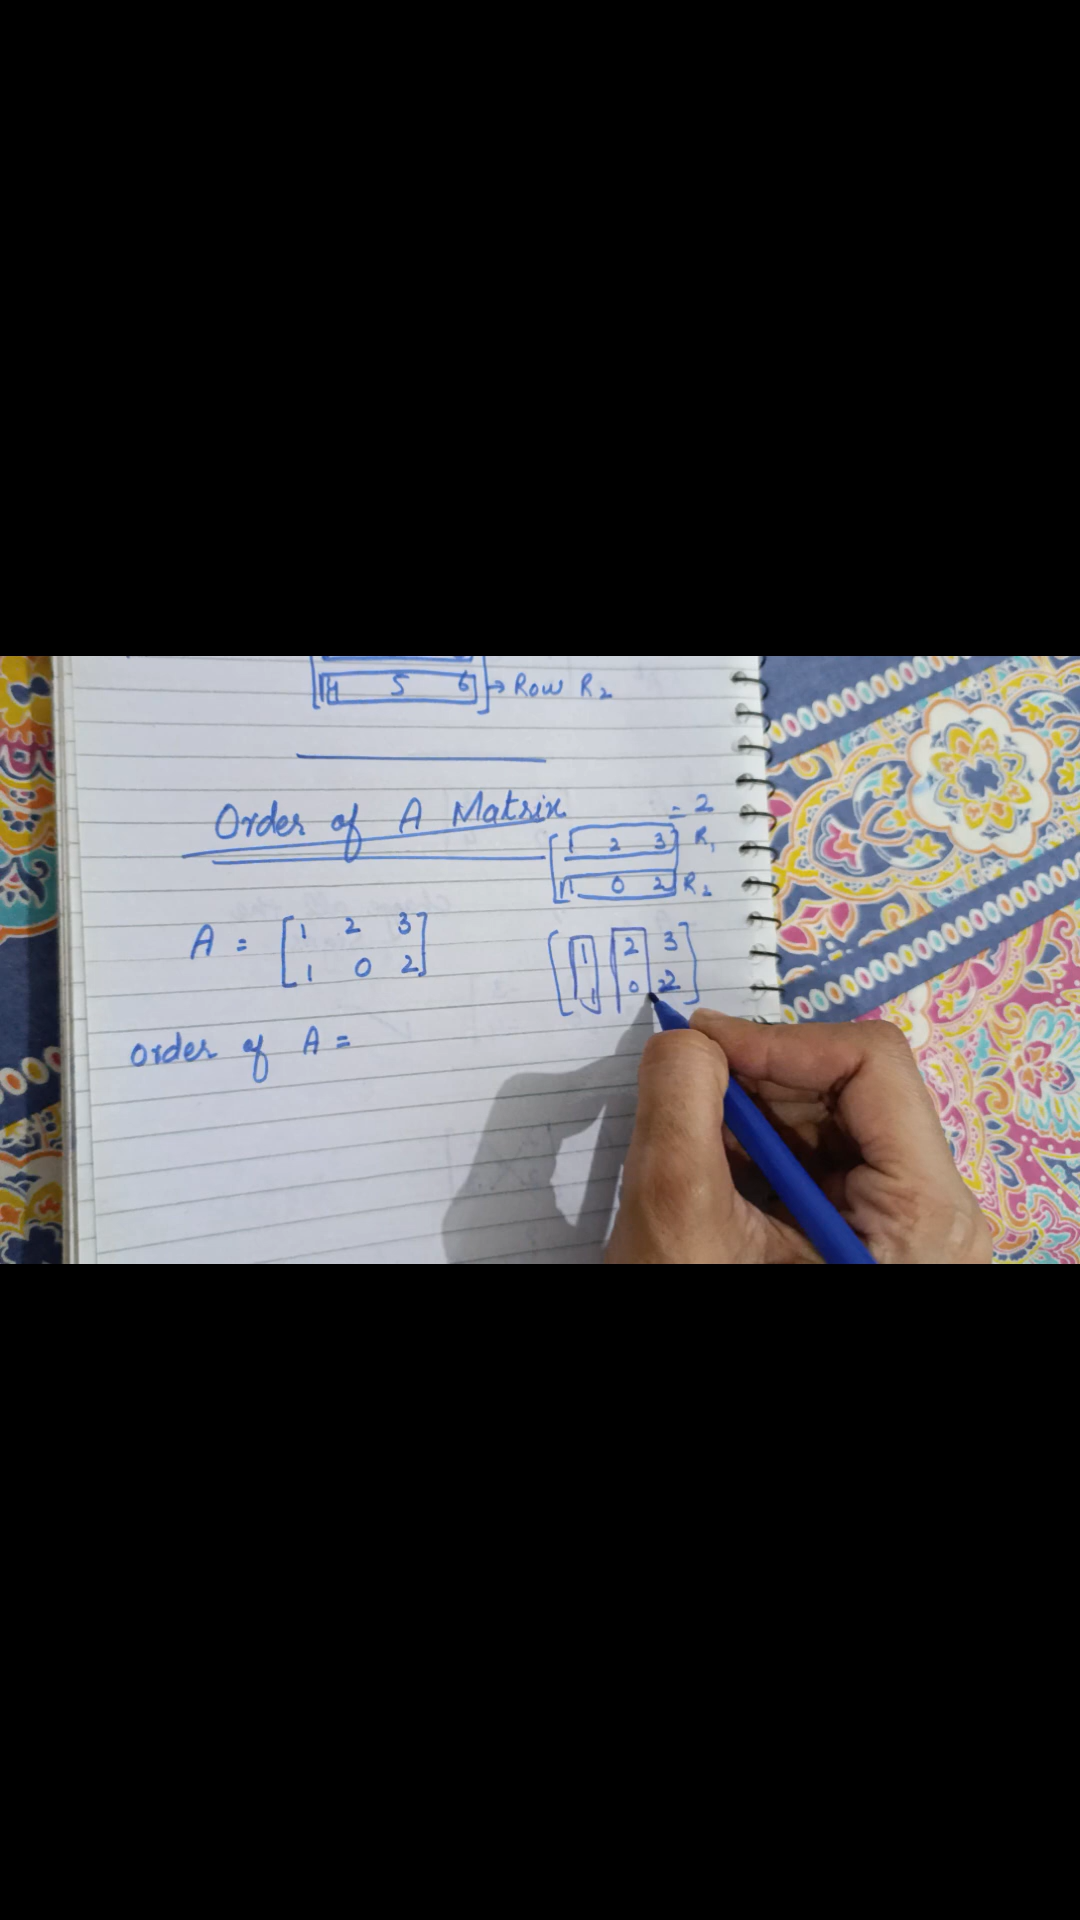 4 5 6 → Row R2
Order of A Matrix
= 2
1 2 3 R1
1 0 2 R2
A = [ 1 2 3
1 0 2 ]
[ 1 2 3
1 0 2 ]
Order of A =